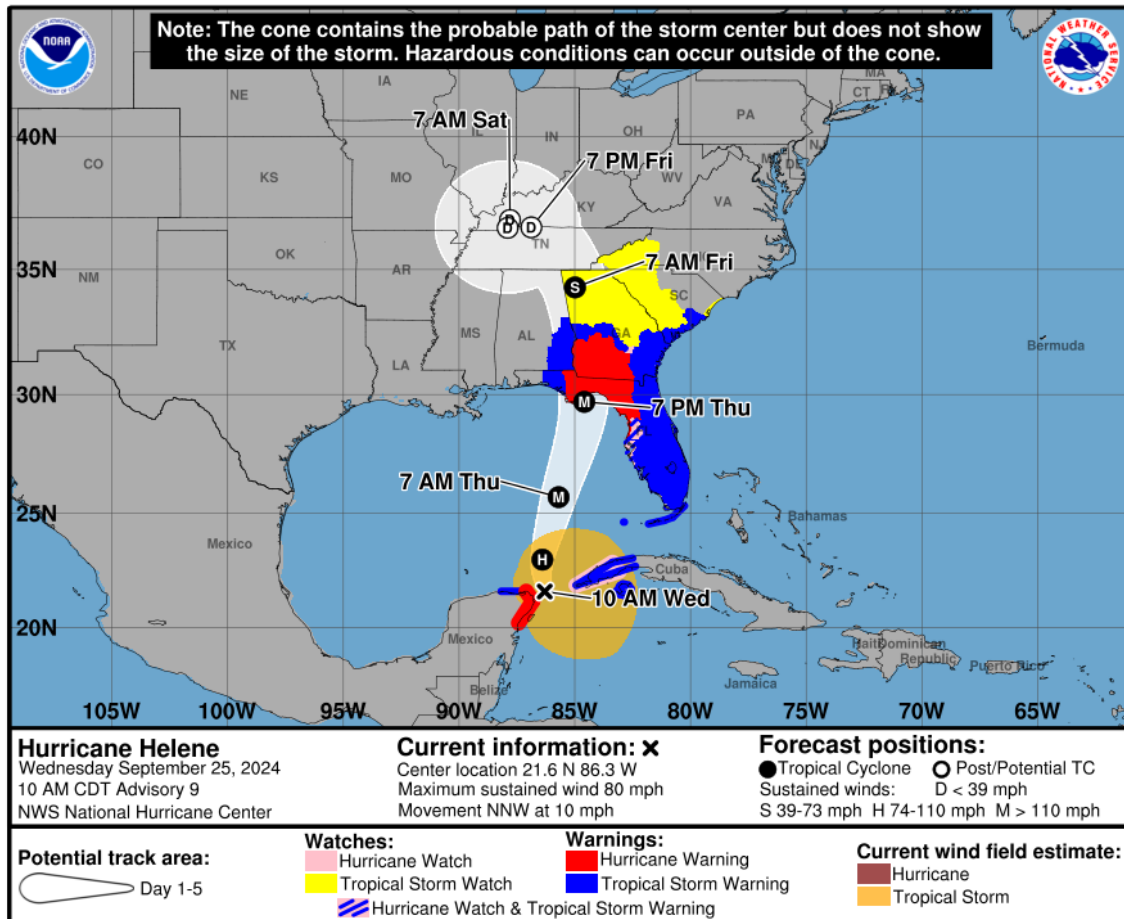 Note: The cone contains the probable path of the storm center but does not show
the size of the storm. Hazardous conditions can occur outside of the cone.
NOAA
NATIONAL WEATHER SERVICE
IA
NE
MA
CT
PA
NJ
7 AM Sat
IL
IN
OH
40N
DE
CO
7 PM Fri
KS
MO
WV
VA
KY
TN
OK
NM
AR
35N
7 AM Fri
SC
MS
AL
GA
TX
Bermuda
LA
30N
7 PM Thu
7 AM Thu
M
M
S
H
D
D
D
25N
Bahamas
Mexico
Cuba
10 AM Wed
20N
Mexico
Haiti
Dominican
Republic
Puerto Rico
Jamaica
Belize
105W 100W 95W 90W 85W 80W 75W 70W 65W
Hurricane Helene
Wednesday September 25, 2024
10 AM CDT Advisory 9
NWS National Hurricane Center
Current information: ×
Center location 21.6 N 86.3 W
Maximum sustained wind 80 mph
Movement NNW at 10 mph
Forecast positions:
Tropical Cyclone Post/Potential TC
Sustained winds: D < 39 mph
S 39-73 mph H 74-110 mph M > 110 mph
Potential track area:
Day 1-5
Watches:
Hurricane Watch
Tropical Storm Watch
Warnings:
Hurricane Warning
Tropical Storm Warning
Hurricane Watch & Tropical Storm Warning
Current wind field estimate:
Hurricane
Tropical Storm